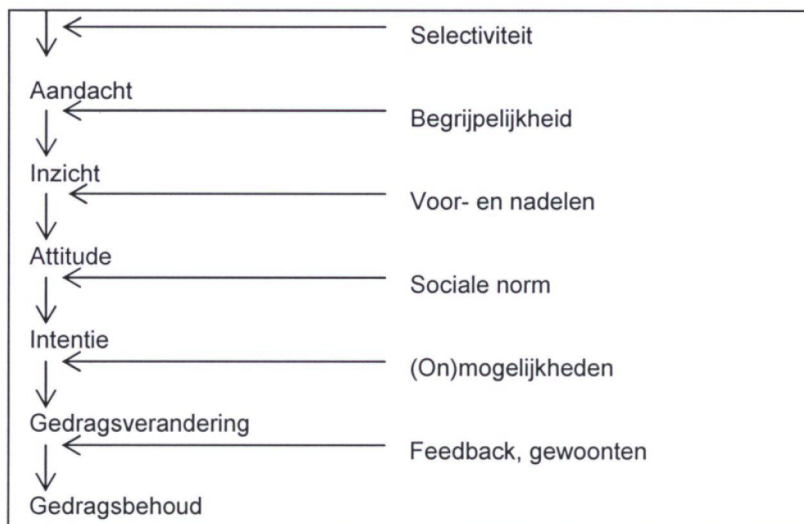 Selectiviteit
Aandacht
Begrijpelijkheid
Inzicht
Voor- en nadelen
Attitude
Sociale norm
Intentie
(On)mogelijkheden
Gedragsverandering
Feedback, gewoonten
Gedragsbehoud